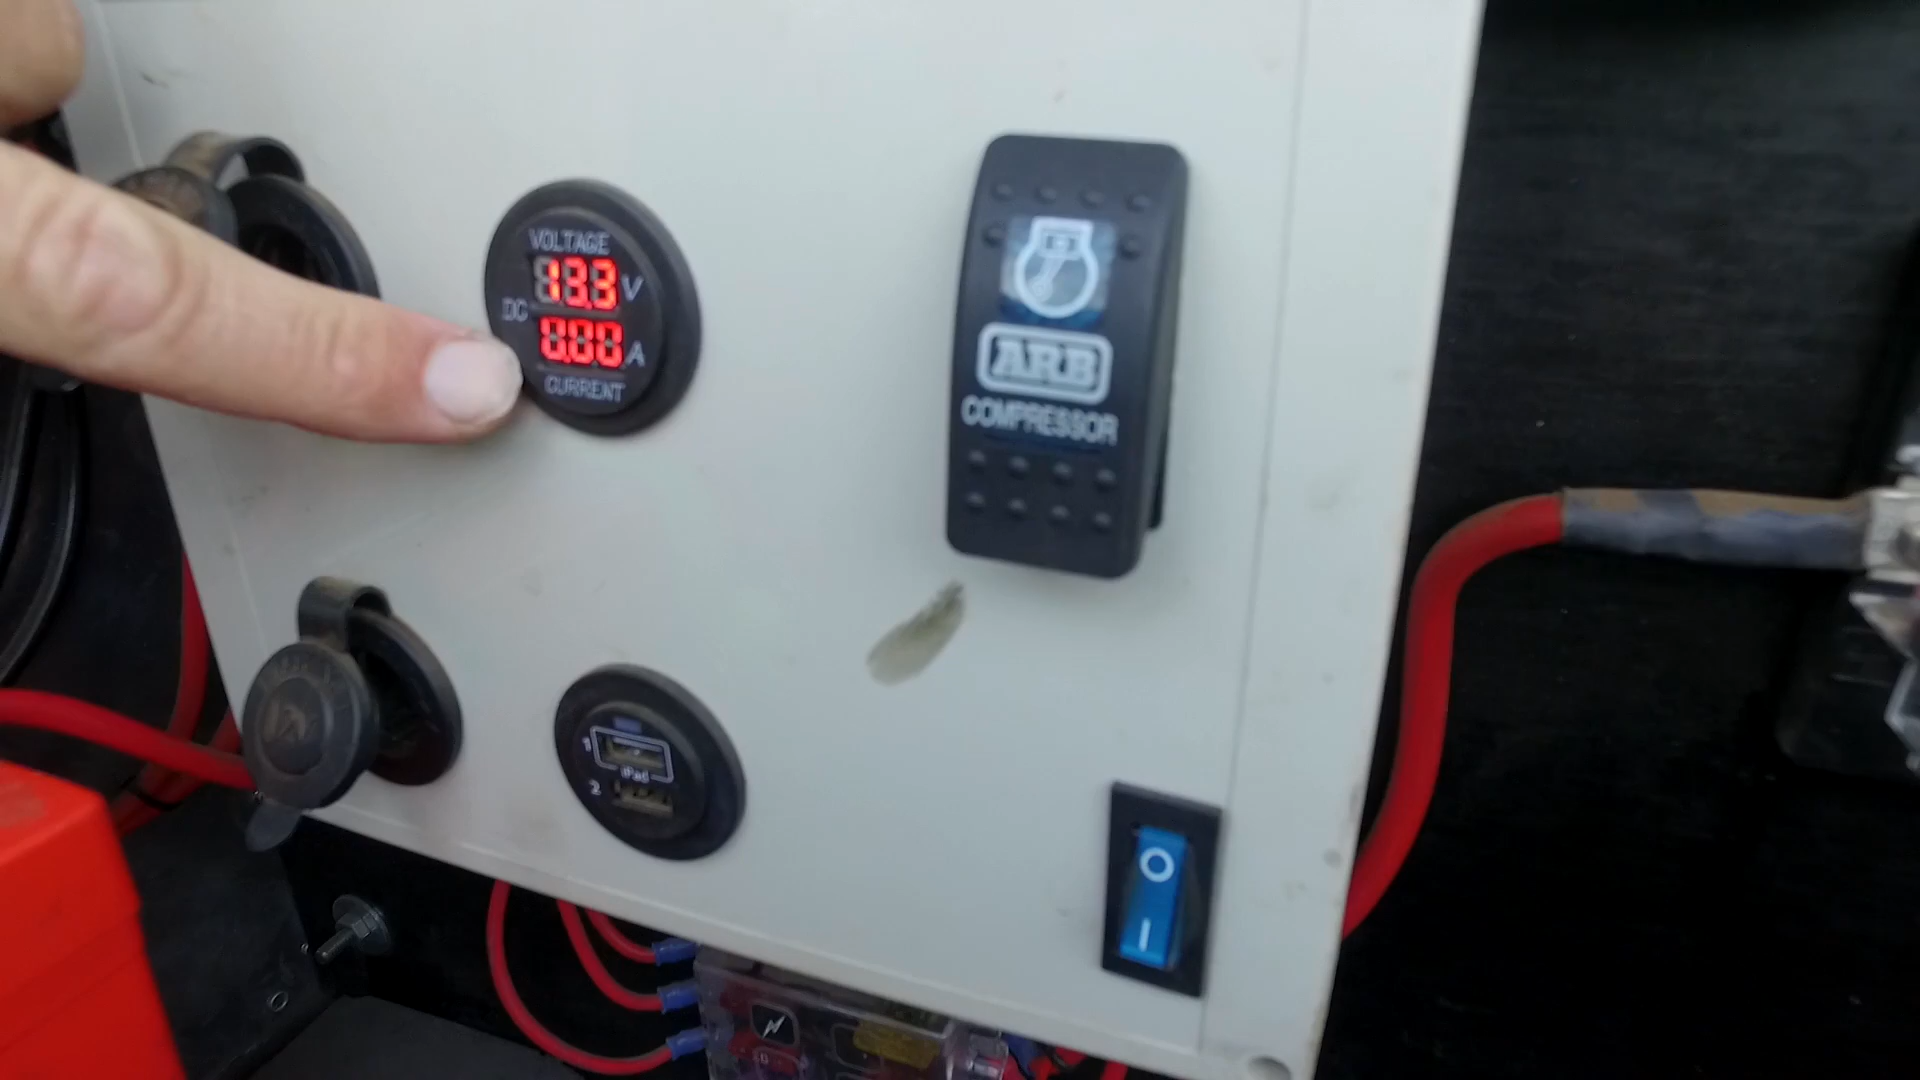 VOLTAGE
13.3 V
DC
0.00 A
CURRENT
ARB
COMPRESSOR
1
iPad
2
O
I